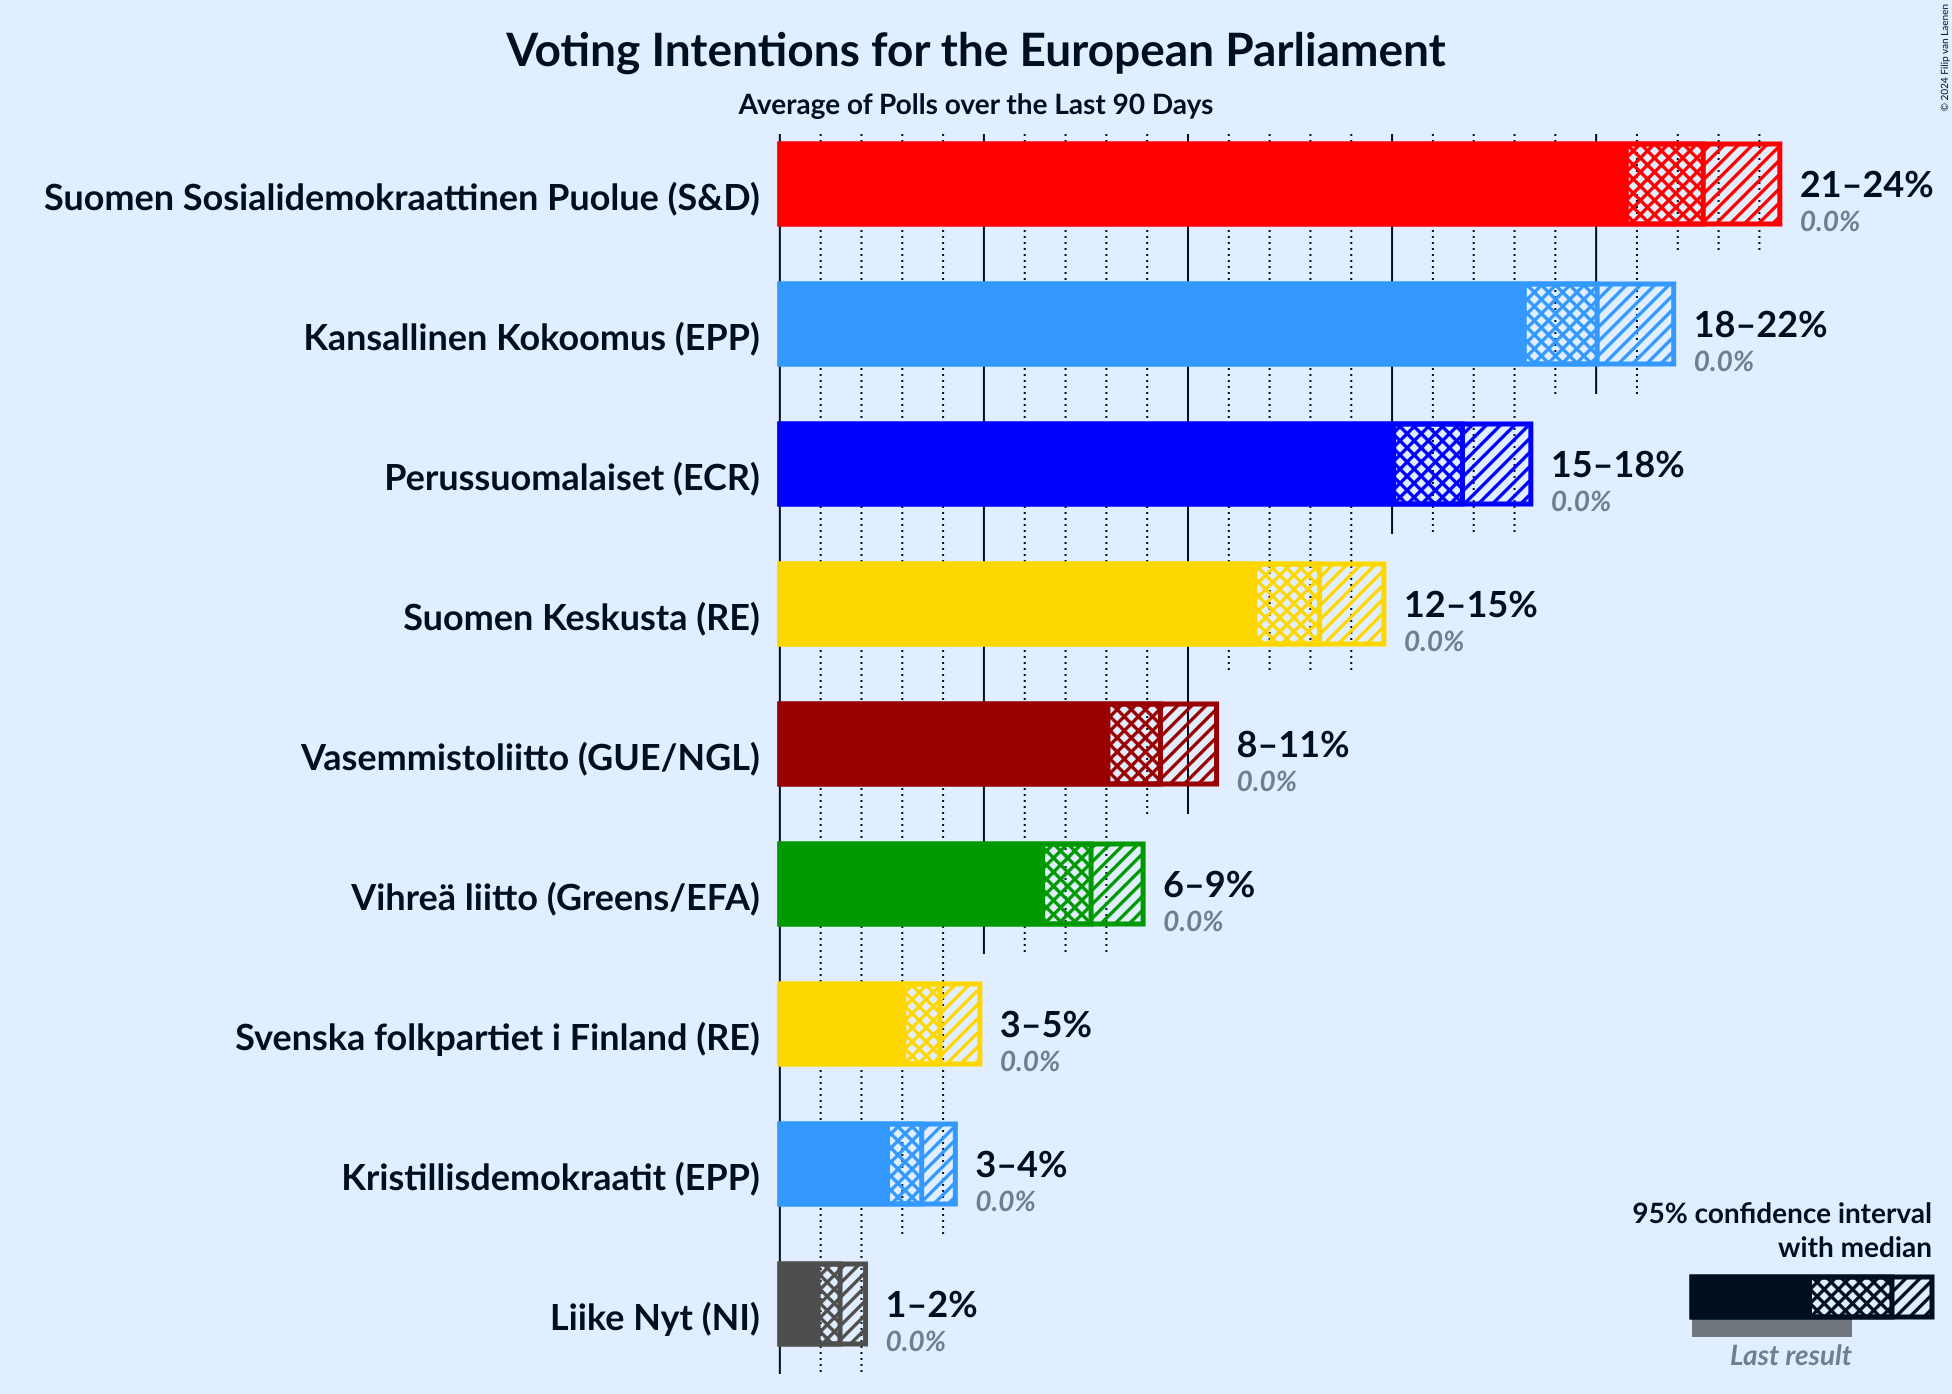 Voting Intentions for the European Parliament
Average of Polls over the Last 90 Days
© 2024 Filip van Laenen
Suomen Sosialidemokraattinen Puolue (S&D)
21–24%
0.0%
Kansallinen Kokoomus (EPP)
18–22%
0.0%
Perussuomalaiset (ECR)
15–18%
0.0%
Suomen Keskusta (RE)
12–15%
0.0%
Vasemmistoliitto (GUE/NGL)
8–11%
0.0%
Vihreä liitto (Greens/EFA)
6–9%
0.0%
Svenska folkpartiet i Finland (RE)
3–5%
0.0%
Kristillisdemokraatit (EPP)
3–4%
0.0%
Liike Nyt (NI)
1–2%
0.0%
95% confidence interval
with median
Last result